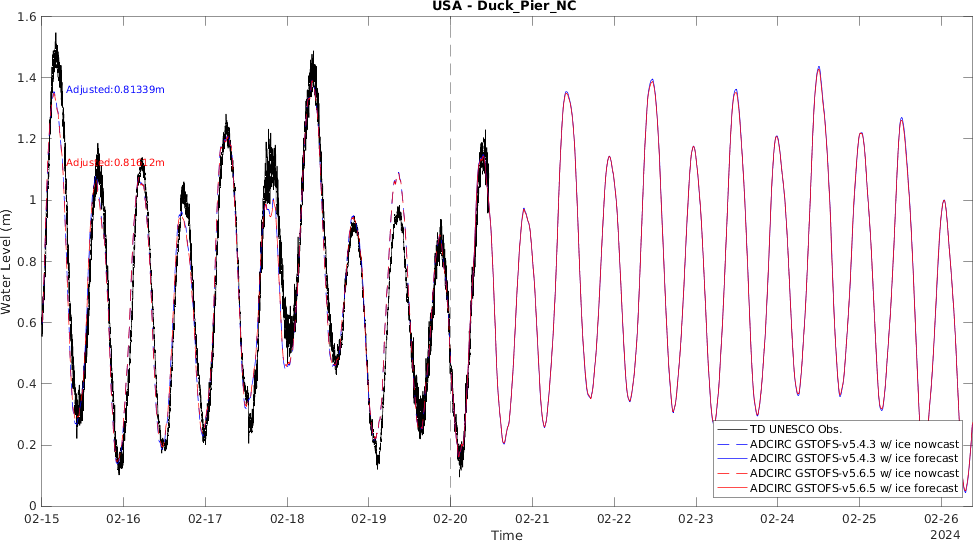 USA - Duck_Pier_NC
1.6
1.4
1.2
1
0.8
0.6
0.4
0.2
0
Water Level (m)
Adjusted:0.81339m
Adjusted:0.81612m
TD UNESCO Obs.
ADCIRC GSTOFS-v5.4.3 w/ ice nowcast
ADCIRC GSTOFS-v5.4.3 w/ ice forecast
ADCIRC GSTOFS-v5.6.5 w/ ice nowcast
ADCIRC GSTOFS-v5.6.5 w/ ice forecast
02-15 02-16 02-17 02-18 02-19 02-20 02-21 02-22 02-23 02-24 02-25 02-26
Time
2024